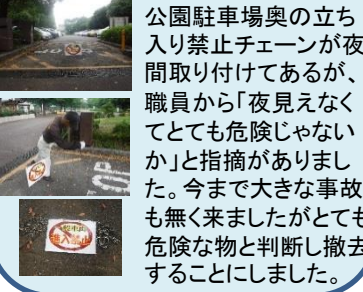 公園駐車場奥の立ち
入り禁止チェーンが夜
間取り付けてあるが、
職員から「夜見えなく
てとても危険じゃない
か」と指摘がありまし
た。今まで大きな事故
も無く来ましたがとても
危険な物と判断し撤去
することにしました。
進入禁止